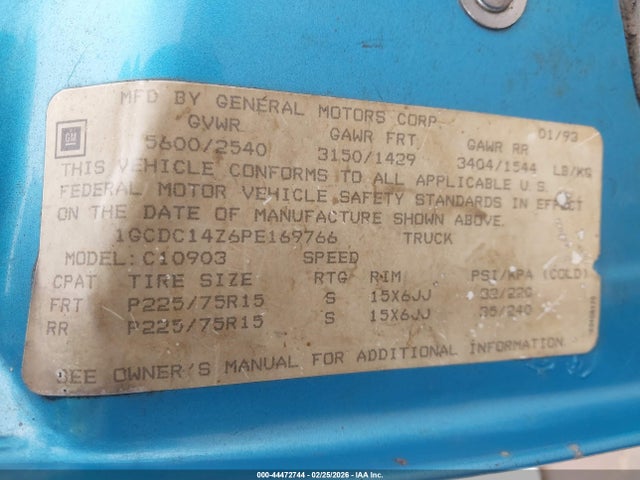 MFD BY GENERAL MOTORS CORP
01/93
GM
GVWR GAWR FRT GAWR RR
5600/2540 3150/1429 3404/1544 LB/KG
THIS VEHICLE CONFORMS TO ALL APPLICABLE U.S.
FEDERAL MOTOR VEHICLE SAFETY STANDARDS IN EFFECT
ON THE DATE OF MANUFACTURE SHOWN ABOVE.
1GCDC14Z6PE169766 TRUCK
MODEL: C10903 SPEED
CPAT TIRE SIZE RTG RIM PSI/KPA (COLD)
FRT P225/75R15 S 15X6JJ
RR P225/75R15 S 15X6JJ 35/240
SEE OWNER'S MANUAL FOR ADDITIONAL INFORMATION
000-44472744 | 02/25/2026 - IAA Inc.